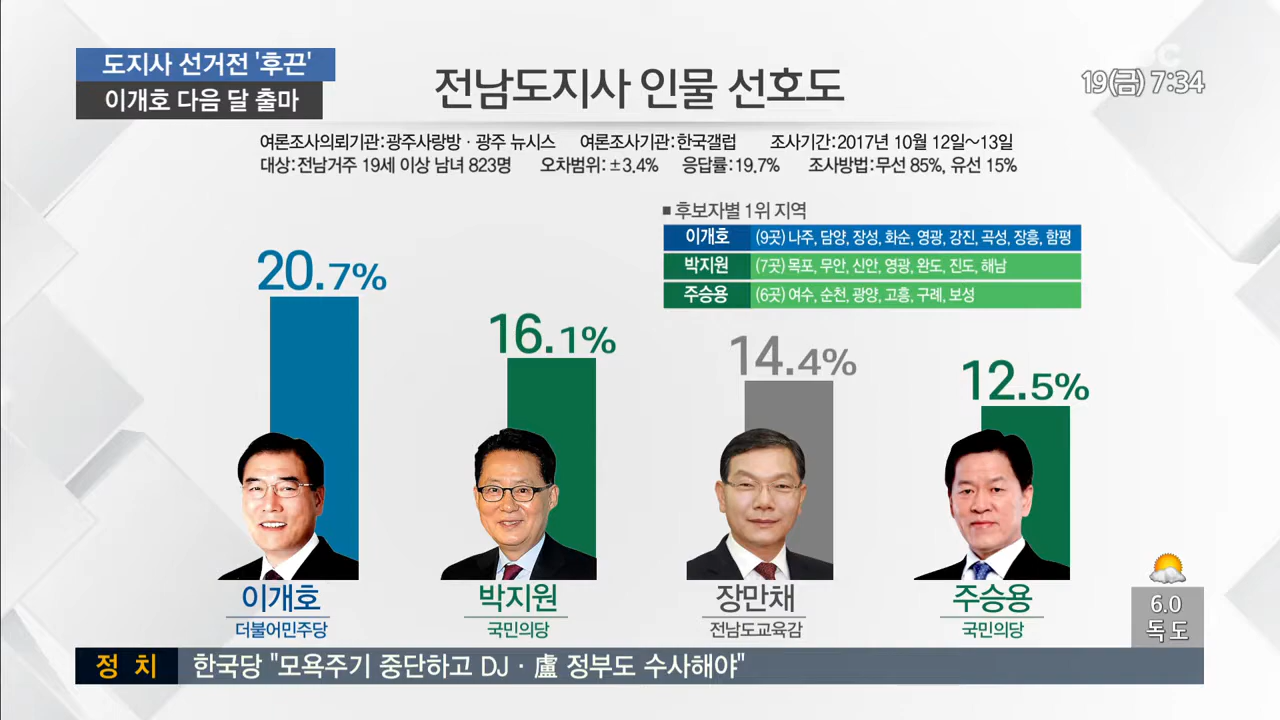 도지사 선거전 '후끈'
이개호 다음 달 출마
전남도지사 인물 선호도
19(금) 7:34
여론조사의뢰기관:광주사랑방·광주 뉴시스 여론조사기관:한국갤럽 조사기간:2017년 10월 12일~13일
대상:전남거주 19세 이상 남녀 823명 오차범위:±3.4% 응답률:19.7% 조사방법:무선 85%, 유선 15%
■ 후보자별 1위 지역
이개호 (9곳) 나주, 담양, 장성, 화순, 영광, 강진, 곡성, 장흥, 함평
박지원 (7곳) 목포, 무안, 신안, 영광, 완도, 진도, 해남
주승용 (6곳) 여수, 순천, 광양, 고흥, 구례, 보성
20.7%
16.1%
14.4%
12.5%
이개호
더불어민주당
박지원
국민의당
장만채
전남도교육감
주승용
국민의당
6.0
독도
정 치 한국당 "모욕주기 중단하고 DJ·盧 정부도 수사해야"